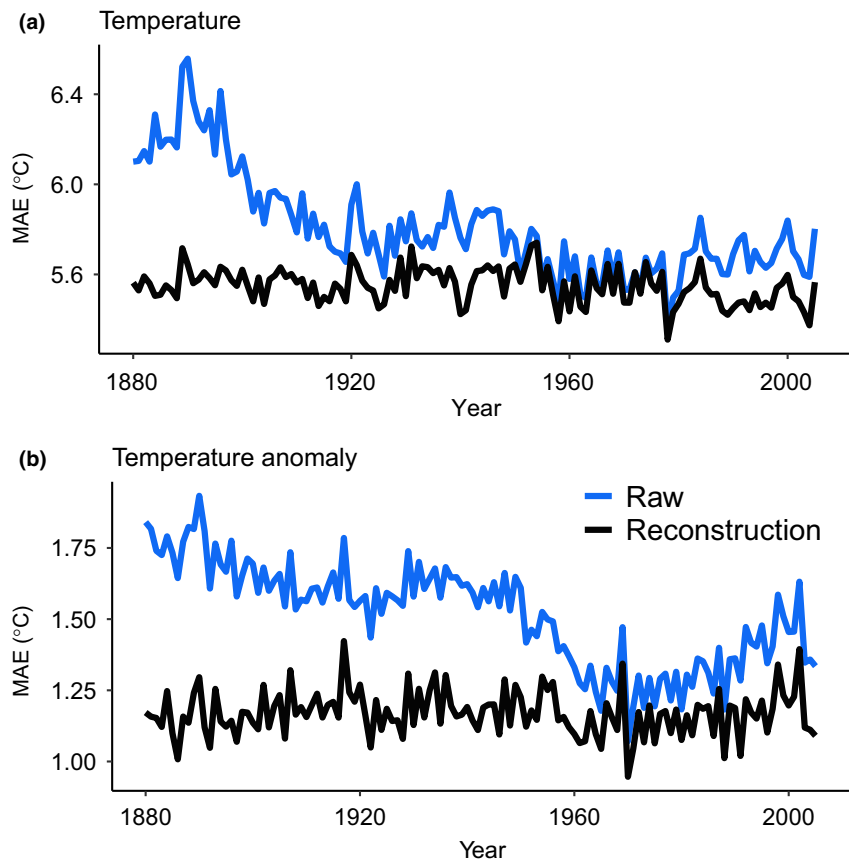 (a) Temperature
6.4
6.0
5.6
MAE (°C)
1880 1920 1960 2000
Year
(b) Temperature anomaly
Raw
Reconstruction
1.75
1.50
1.25
1.00
MAE (°C)
1880 1920 1960 2000
Year